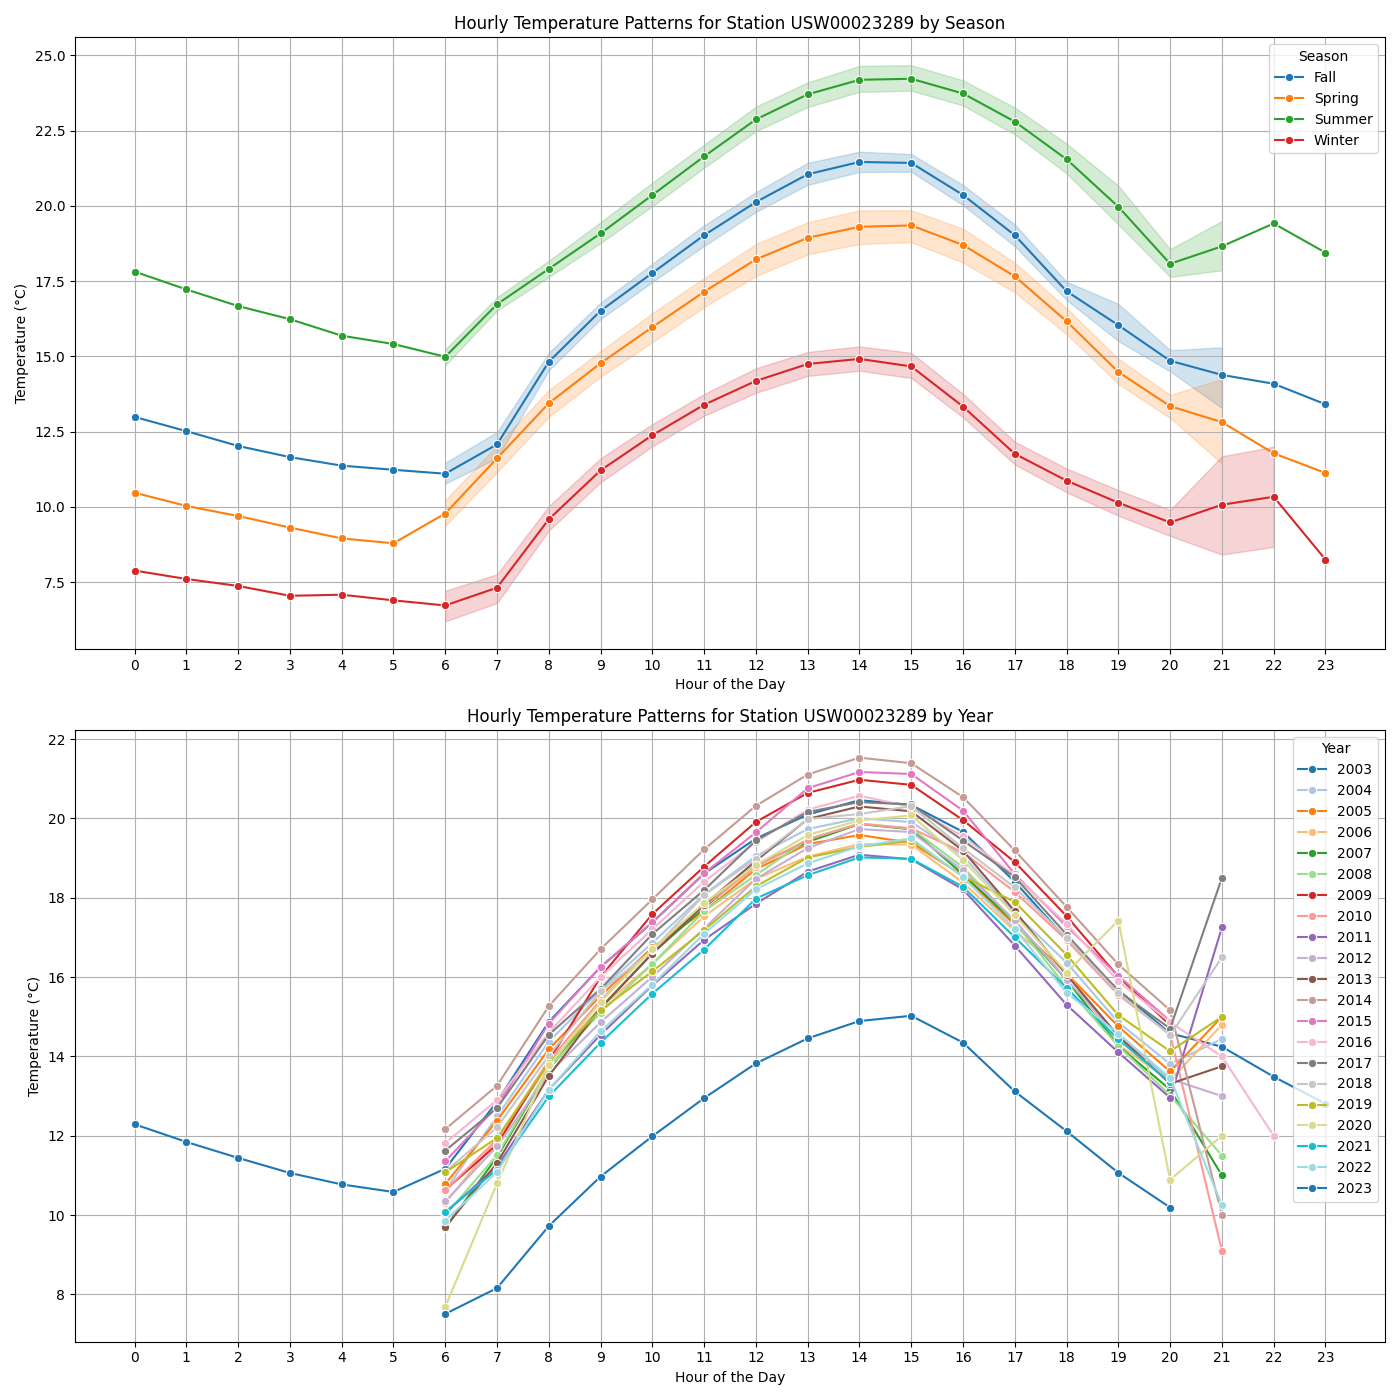 Hourly Temperature Patterns for Station USW00023289 by Season
25.0
22.5
20.0
17.5
15.0
12.5
10.0
7.5
Temperature (°C)
Season
Fall
Spring
Summer
Winter
0 1 2 3 4 5 6 7 8 9 10 11 12 13 14 15 16 17 18 19 20 21 22 23
Hour of the Day
Hourly Temperature Patterns for Station USW00023289 by Year
22
20
18
16
14
12
10
8
Temperature (°C)
Year
2003
2004
2005
2006
2007
2008
2009
2010
2011
2012
2013
2014
2015
2016
2017
2018
2019
2020
2021
2022
2023
0 1 2 3 4 5 6 7 8 9 10 11 12 13 14 15 16 17 18 19 20 21 22 23
Hour of the Day